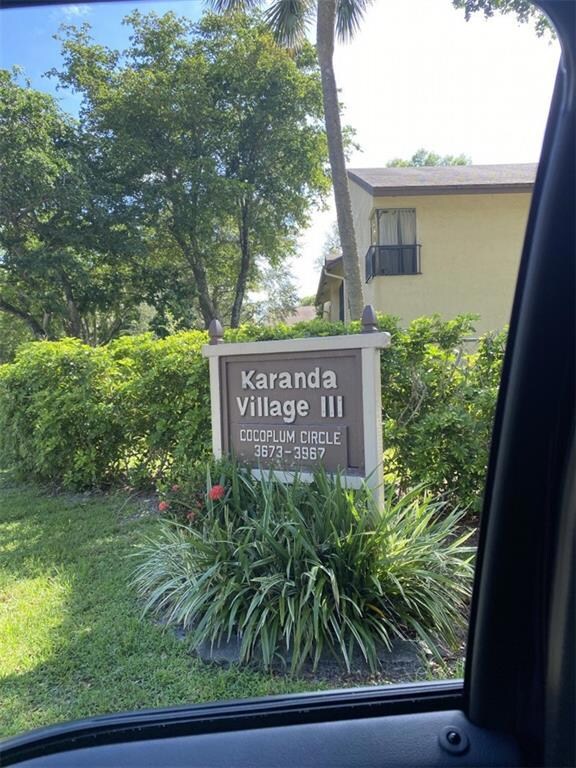 Karanda
Village III
COCOPLUM CIRCLE
3673-3967